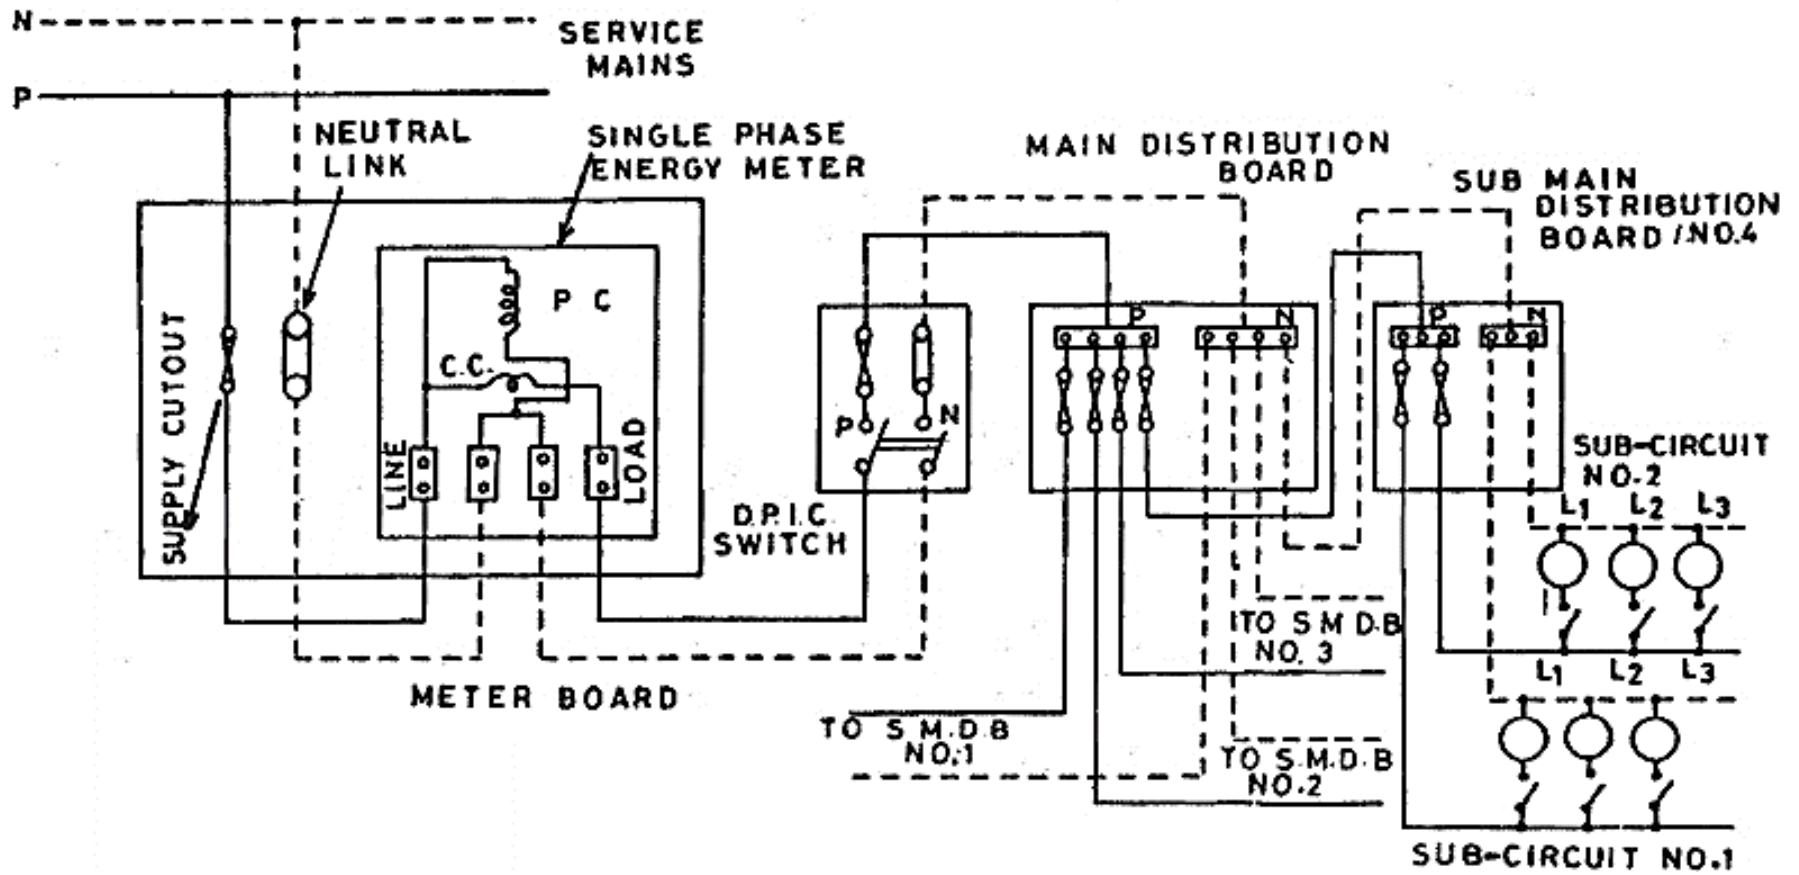 N
SERVICE
MAINS
P
NEUTRAL
LINK
SINGLE PHASE
ENERGY METER
MAIN DISTRIBUTION
BOARD
SUB MAIN
DISTRIBUTION
BOARD /.NO.4
SUPPLY CUTOUT
P C
C.C.
LINE
LOAD
P
N
D.P.I.C.
SWITCH
P
N
P
N
SUB-CIRCUIT
NO.2
L1 L2 L3
METER BOARD
TO S.M.D.B
NO.1
TO S M D.B
NO. 3
TO S.M.D.B
NO.2
L1 L2 L3
SUB-CIRCUIT NO.1